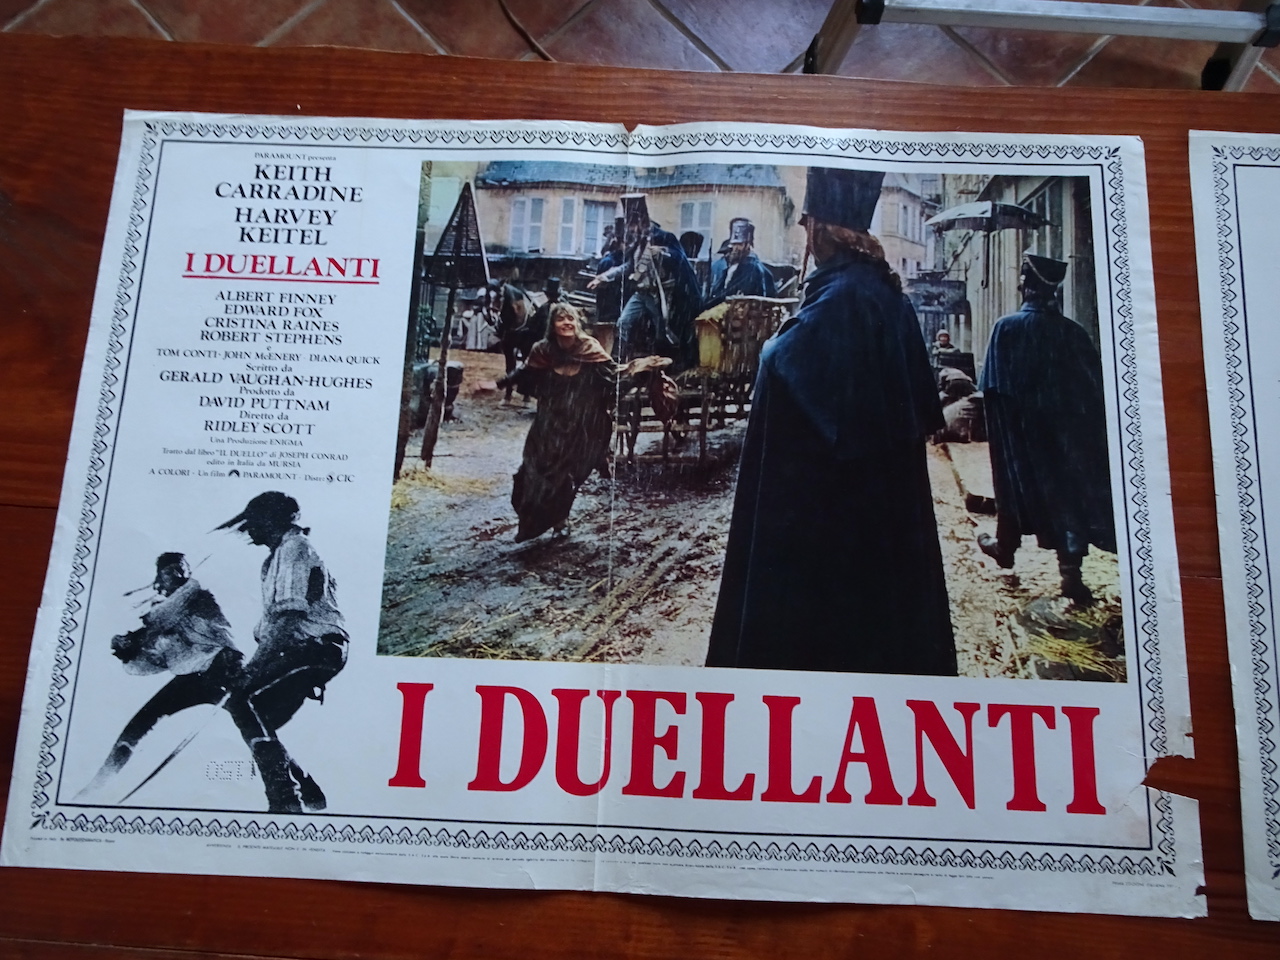 PARAMOUNT presenta
KEITH
CARRADINE
HARVEY
KEITEL
I DUELLANTI
ALBERT FINNEY
EDWARD FOX
CRISTINA RAINES
ROBERT STEPHENS
e
TOM CONTI · JOHN McENERY · DIANA QUICK
Scritto da
GERALD VAUGHAN-HUGHES
Prodotto da
DAVID PUTTNAM
Diretto da
RIDLEY SCOTT
Una Produzione ENIGMA
Tratto dal libro "IL DUELLO" di JOSEPH CONRAD
edito in Italia da MURSIA
A COLORI · Un film PARAMOUNT · Distr. CIC
I DUELLANTI